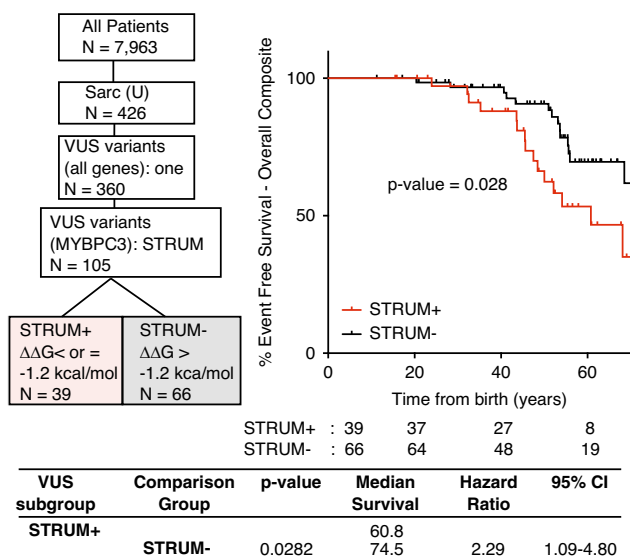 All Patients
N = 7,963
Sarc (U)
N = 426
VUS variants
(all genes): one
N = 360
VUS variants
(MYBPC3): STRUM
N = 105
STRUM+
ΔΔG< or =
-1.2 kcal/mol
N = 39
STRUM-
ΔΔG >
-1.2 kca/mol
N = 66
% Event Free Survival - Overall Composite
100
50
0
p-value = 0.028
STRUM+
STRUM-
0 20 40 60
Time from birth (years)
STRUM+ : 39 37 27 8
STRUM- : 66 64 48 19
VUS subgroup Comparison Group p-value Median Survival Hazard Ratio 95% CI
STRUM+ 60.8
STRUM- 0.0282 74.5 2.29 1.09-4.80